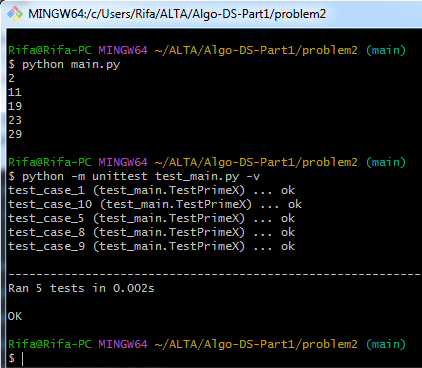 MINGW64:/c/Users/Rifa/ALTA/Algo-DS-Part1/problem2
Rifa@Rifa-PC MINGW64 ~/ALTA/Algo-DS-Part1/problem2 (main)
$ python main.py
2
11
19
23
29
Rifa@Rifa-PC MINGW64 ~/ALTA/Algo-DS-Part1/problem2 (main)
$ python -m unittest test_main.py -v
test_case_1 (test_main.TestPrimeX) ... ok
test_case_10 (test_main.TestPrimeX) ... ok
test_case_5 (test_main.TestPrimeX) ... ok
test_case_8 (test_main.TestPrimeX) ... ok
test_case_9 (test_main.TestPrimeX) ... ok
----------------------------------------------------------
Ran 5 tests in 0.002s
OK
Rifa@Rifa-PC MINGW64 ~/ALTA/Algo-DS-Part1/problem2 (main)
$